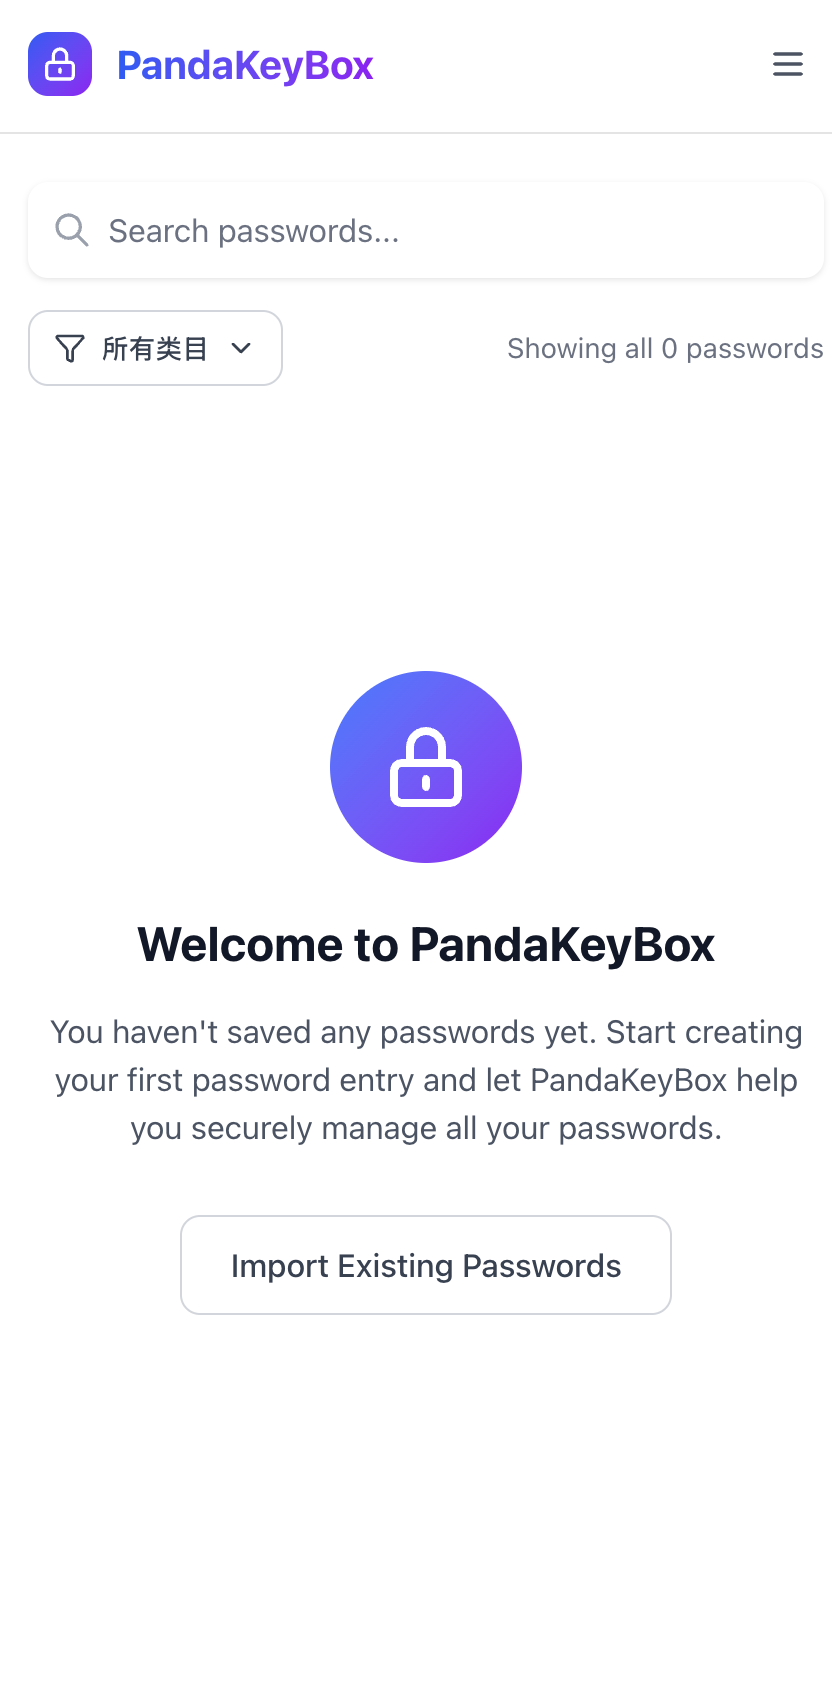 PandaKeyBox
Search passwords...
所有类目
Showing all 0 passwords
Welcome to PandaKeyBox
You haven't saved any passwords yet. Start creating
your first password entry and let PandaKeyBox help
you securely manage all your passwords.
Import Existing Passwords